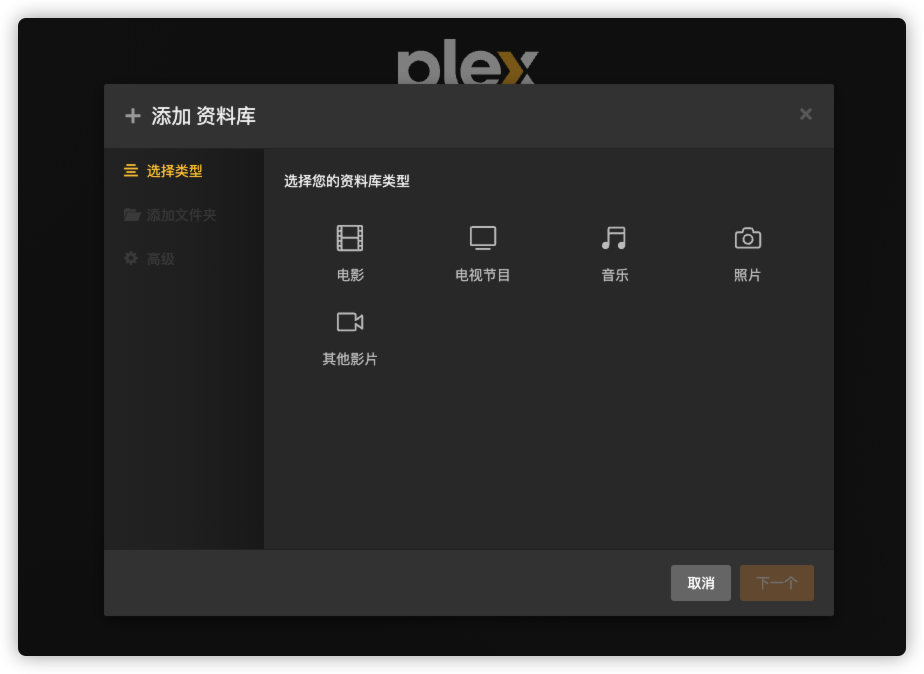 plex
添加 资料库
选择类型
添加文件夹
高级
选择您的资料库类型
电影
电视节目
音乐
照片
其他影片
取消
下一个